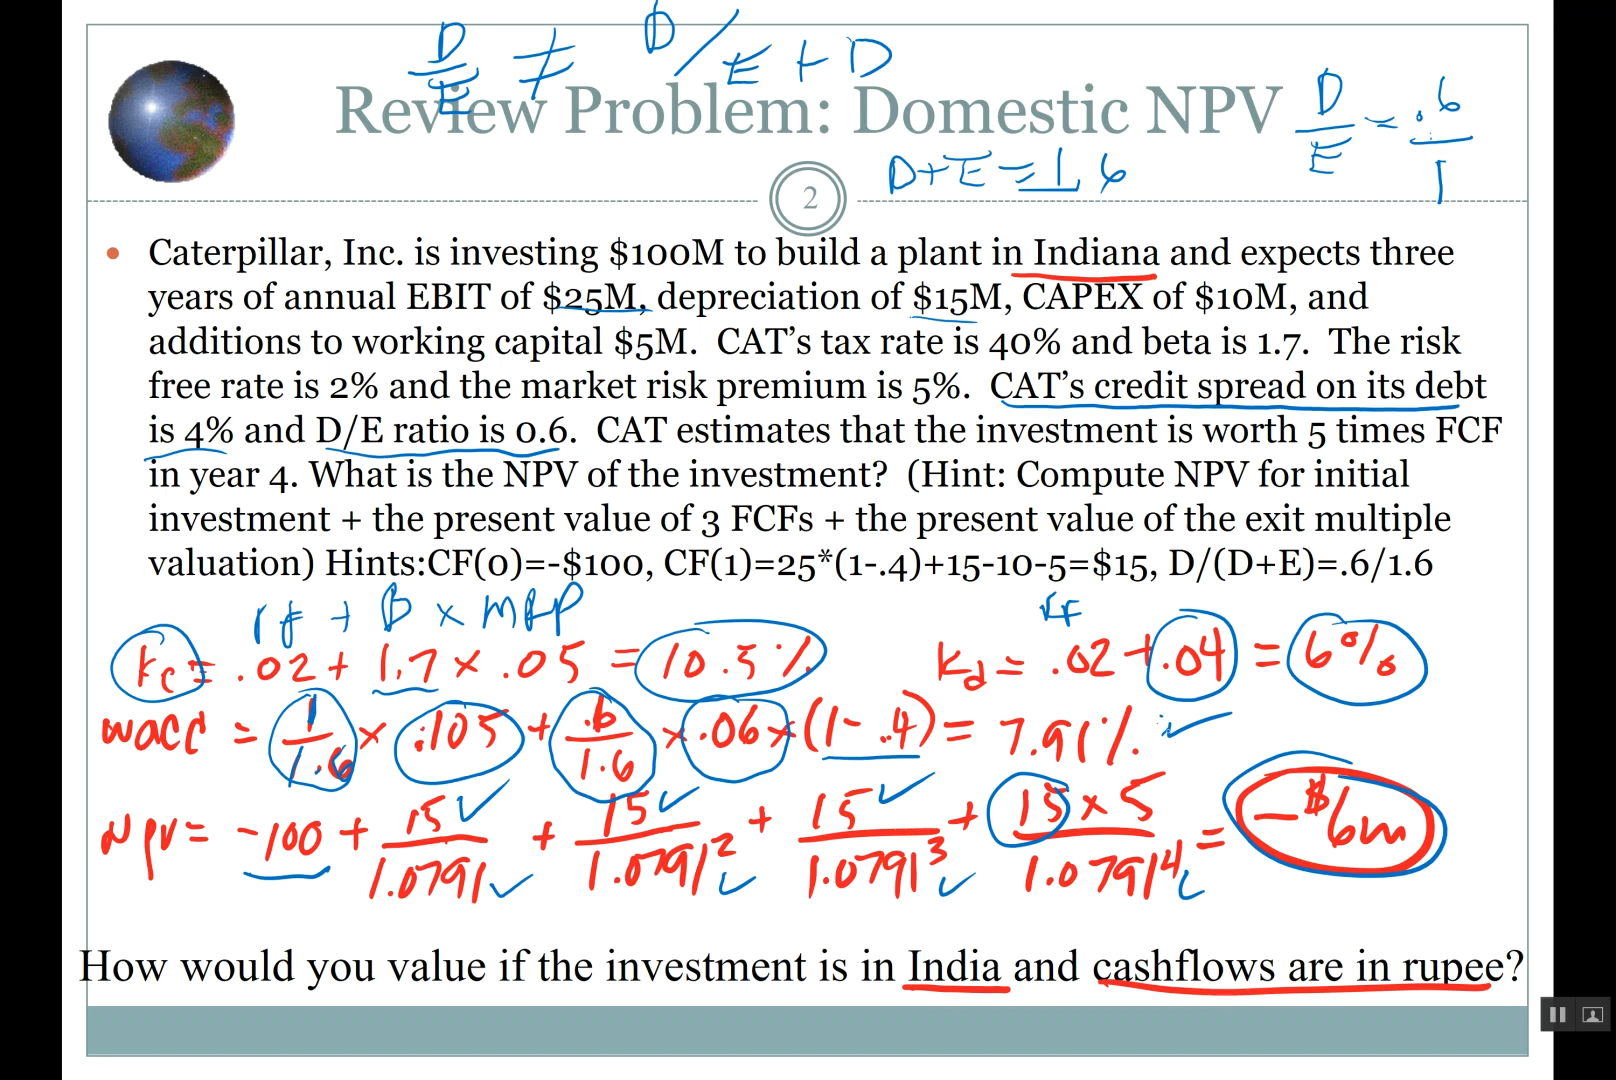 D/E ≠ D/E+D
Review Problem: Domestic NPV
D/E = .6/1
D+E = 1.6
2
• Caterpillar, Inc. is investing $100M to build a plant in Indiana and expects three
years of annual EBIT of $25M, depreciation of $15M, CAPEX of $10M, and
additions to working capital $5M. CAT's tax rate is 40% and beta is 1.7. The risk
free rate is 2% and the market risk premium is 5%. CAT's credit spread on its debt
is 4% and D/E ratio is 0.6. CAT estimates that the investment is worth 5 times FCF
in year 4. What is the NPV of the investment? (Hint: Compute NPV for initial
investment + the present value of 3 FCFs + the present value of the exit multiple
valuation) Hints:CF(0)=-$100, CF(1)=25*(1-.4)+15-10-5=$15, D/(D+E)=.6/1.6
rf + B x MRP
rF
Ke = .02 + 1.7 x .05 = 10.5% Kd = .02 + .04 = 6%
WACC = 1/1.6 x .105 + .6/1.6 x .06 x (1-.4) = 7.91%
NPV = -100 + 15/1.0791 + 15/1.0791² + 15/1.0791³ + 15 x 5/1.0791⁴ = -$6m
How would you value if the investment is in India and cashflows are in rupee?